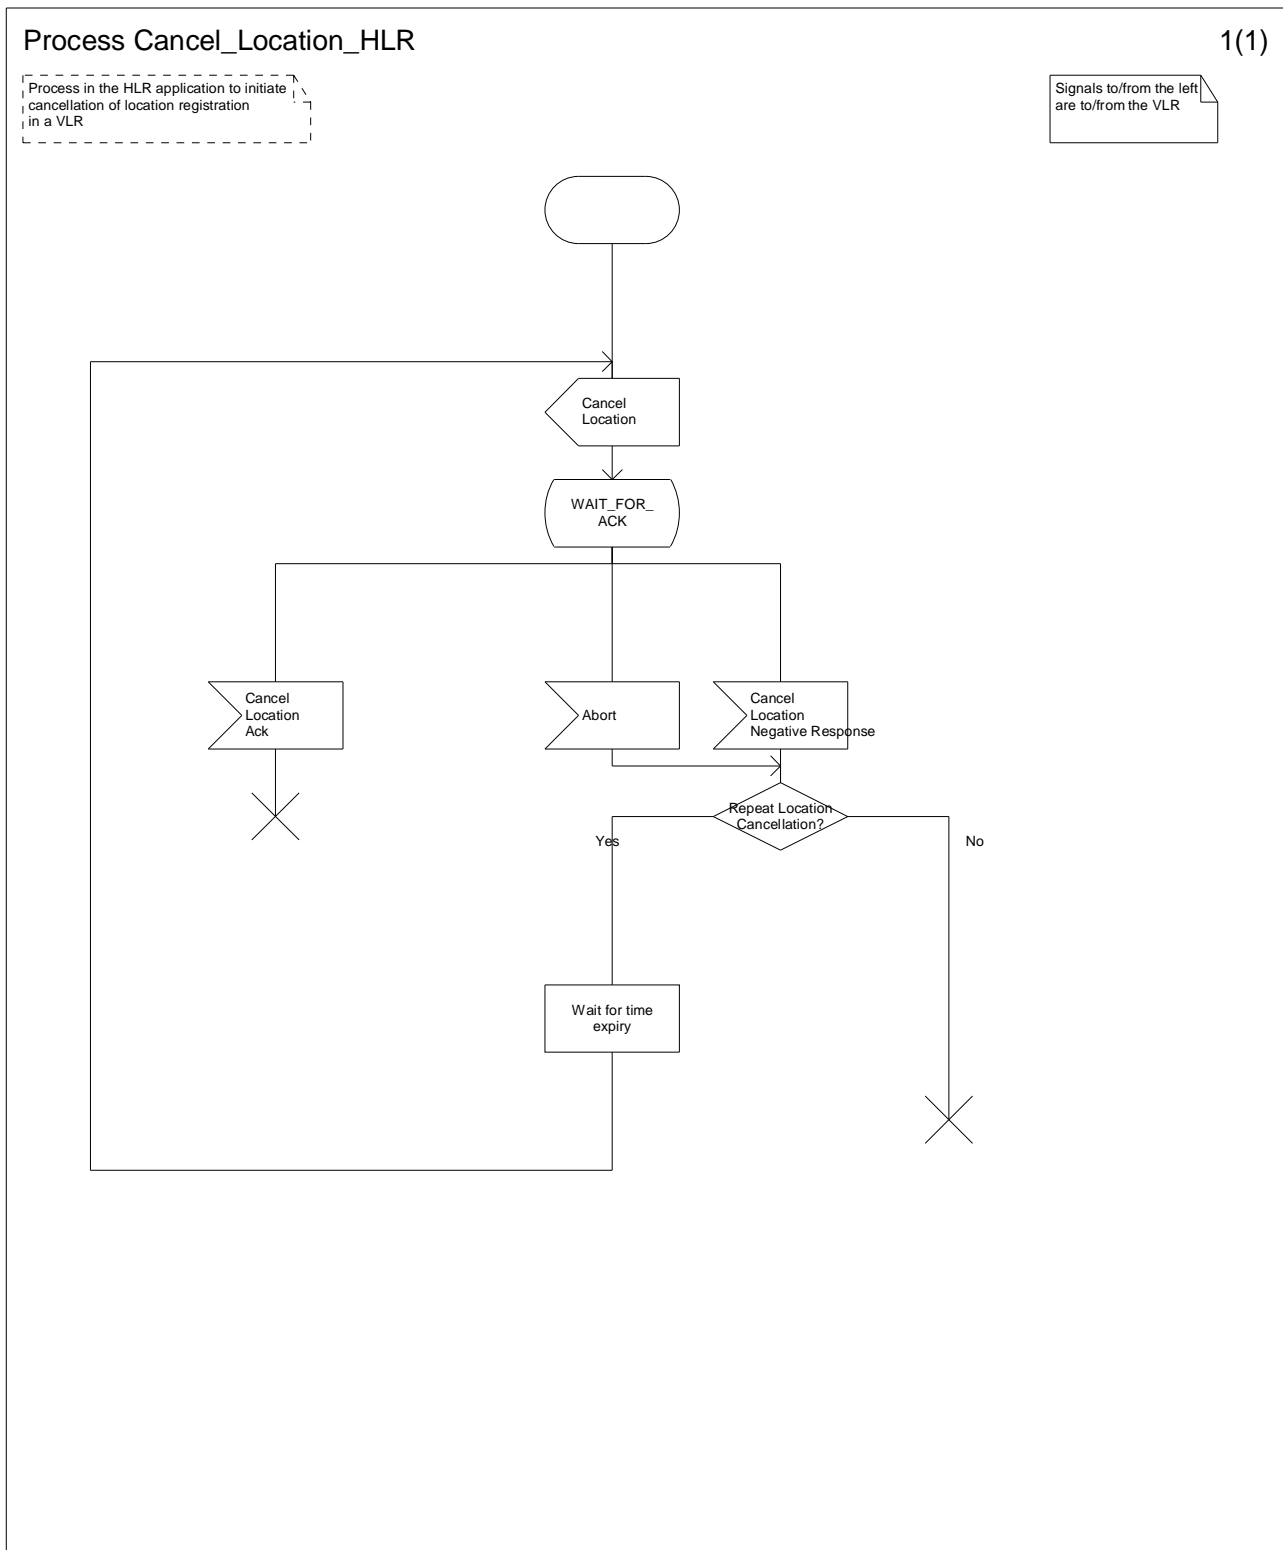 Process Cancel_Location_HLR
1(1)
Process in the HLR application to initiate
cancellation of location registration
in a VLR
Signals to/from the left
are to/from the VLR
Cancel
Location
WAIT_FOR_
ACK
Cancel
Location
Ack
Abort
Cancel
Location
Negative Response
Repeat Location
Cancellation?
Yes
No
Wait for time
expiry